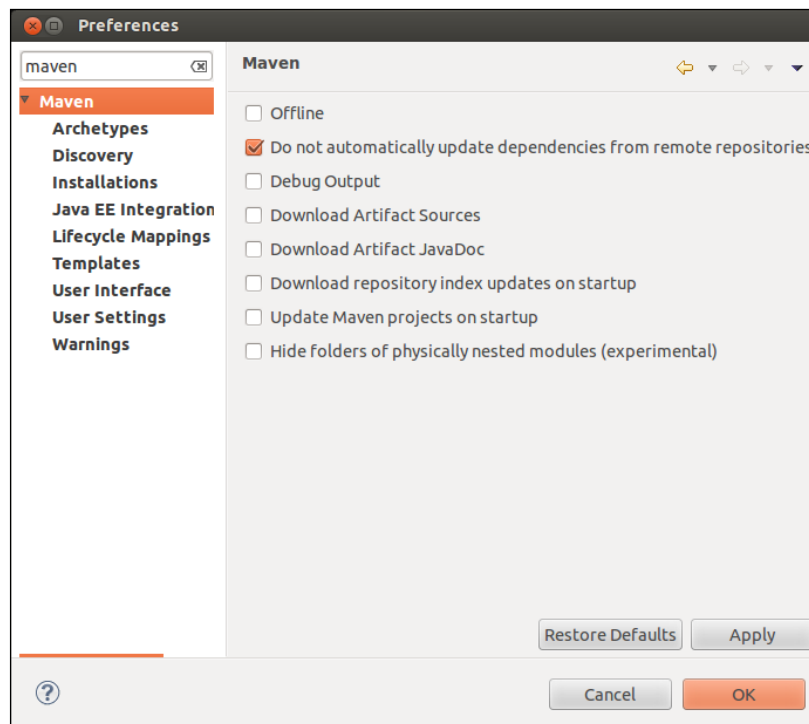 Preferences
maven
Maven
Archetypes
Discovery
Installations
Java EE Integration
Lifecycle Mappings
Templates
User Interface
User Settings
Warnings
Maven
Offline
Do not automatically update dependencies from remote repositories
Debug Output
Download Artifact Sources
Download Artifact JavaDoc
Download repository index updates on startup
Update Maven projects on startup
Hide folders of physically nested modules (experimental)
Restore Defaults
Apply
?
Cancel
OK